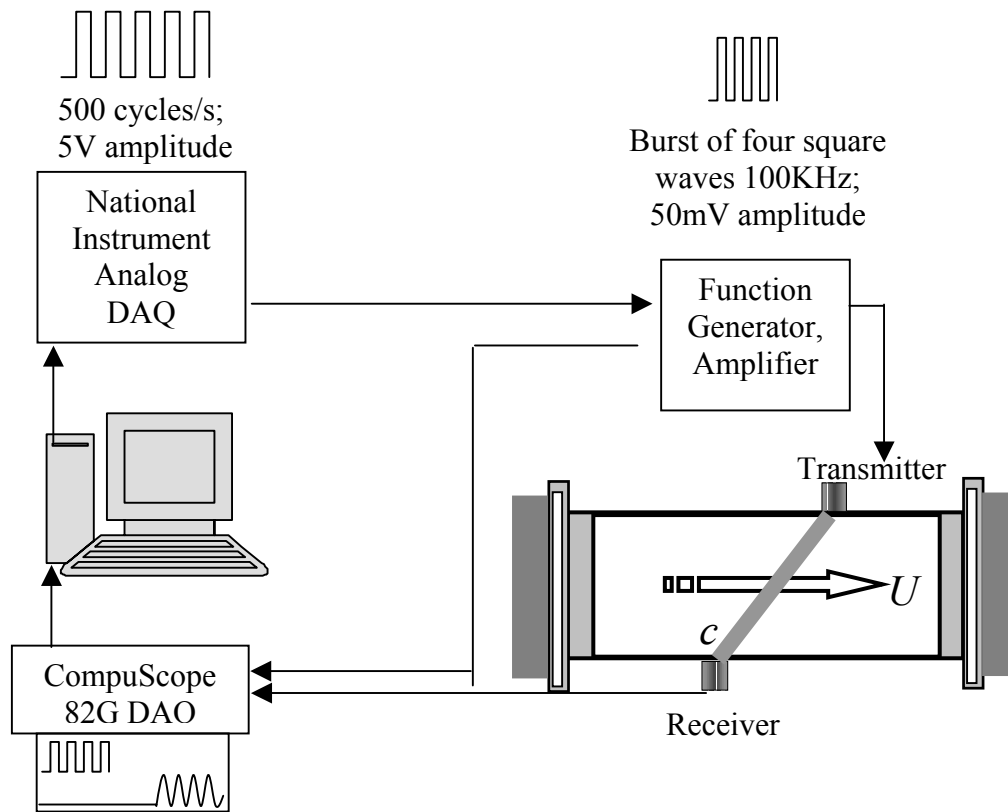 500 cycles/s;
5V amplitude
Burst of four square
waves 100KHz;
50mV amplitude
National
Instrument
Analog
DAQ
Function
Generator,
Amplifier
Transmitter
U
c
CompuScope
82G DAO
Receiver